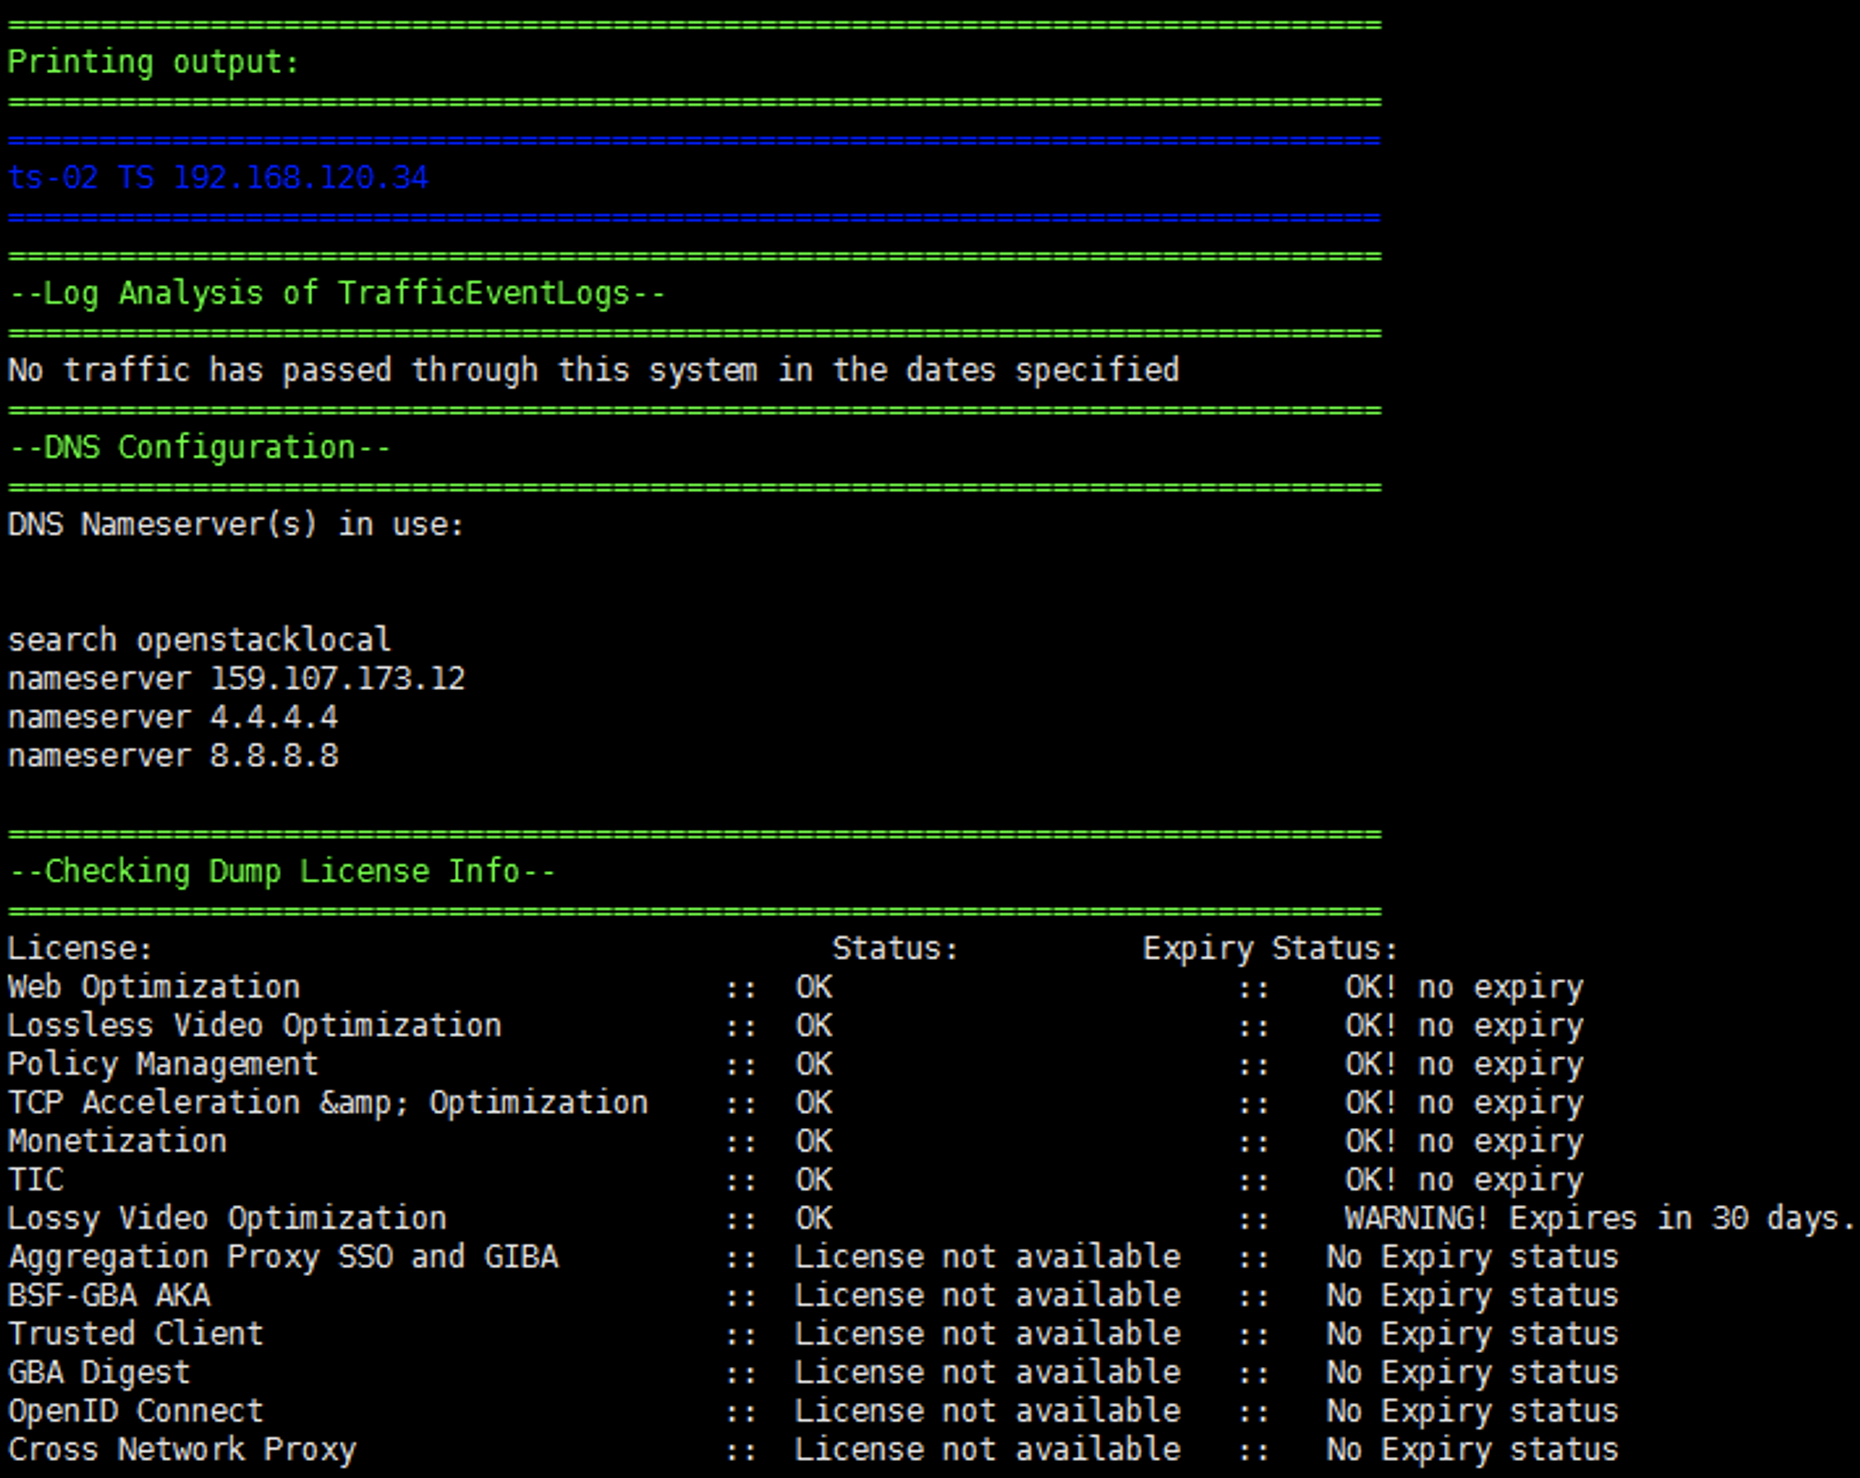 ===========================================================================
Printing output:
===========================================================================
===========================================================================
ts-02 TS 192.168.120.34
===========================================================================
===========================================================================
--Log Analysis of TrafficEventLogs--
===========================================================================
No traffic has passed through this system in the dates specified
===========================================================================
--DNS Configuration--
===========================================================================
DNS Nameserver(s) in use:
search openstacklocal
nameserver 159.107.173.12
nameserver 4.4.4.4
nameserver 8.8.8.8
===========================================================================
--Checking Dump License Info--
===========================================================================
License: Status: Expiry Status:
Web Optimization :: OK :: OK! no expiry
Lossless Video Optimization :: OK :: OK! no expiry
Policy Management :: OK :: OK! no expiry
TCP Acceleration &amp; Optimization :: OK :: OK! no expiry
Monetization :: OK :: OK! no expiry
TIC :: OK :: OK! no expiry
Lossy Video Optimization :: OK :: WARNING! Expires in 30 days.
Aggregation Proxy SSO and GIBA :: License not available :: No Expiry status
BSF-GBA AKA :: License not available :: No Expiry status
Trusted Client :: License not available :: No Expiry status
GBA Digest :: License not available :: No Expiry status
OpenID Connect :: License not available :: No Expiry status
Cross Network Proxy :: License not available :: No Expiry status